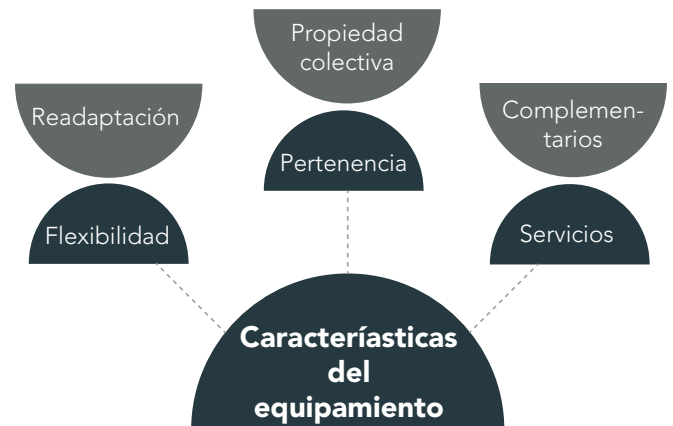 Propiedad
colectiva
Readaptación
Complemen-
tarios
Pertenencia
Flexibilidad
Servicios
Caracteríasticas
del
equipamiento